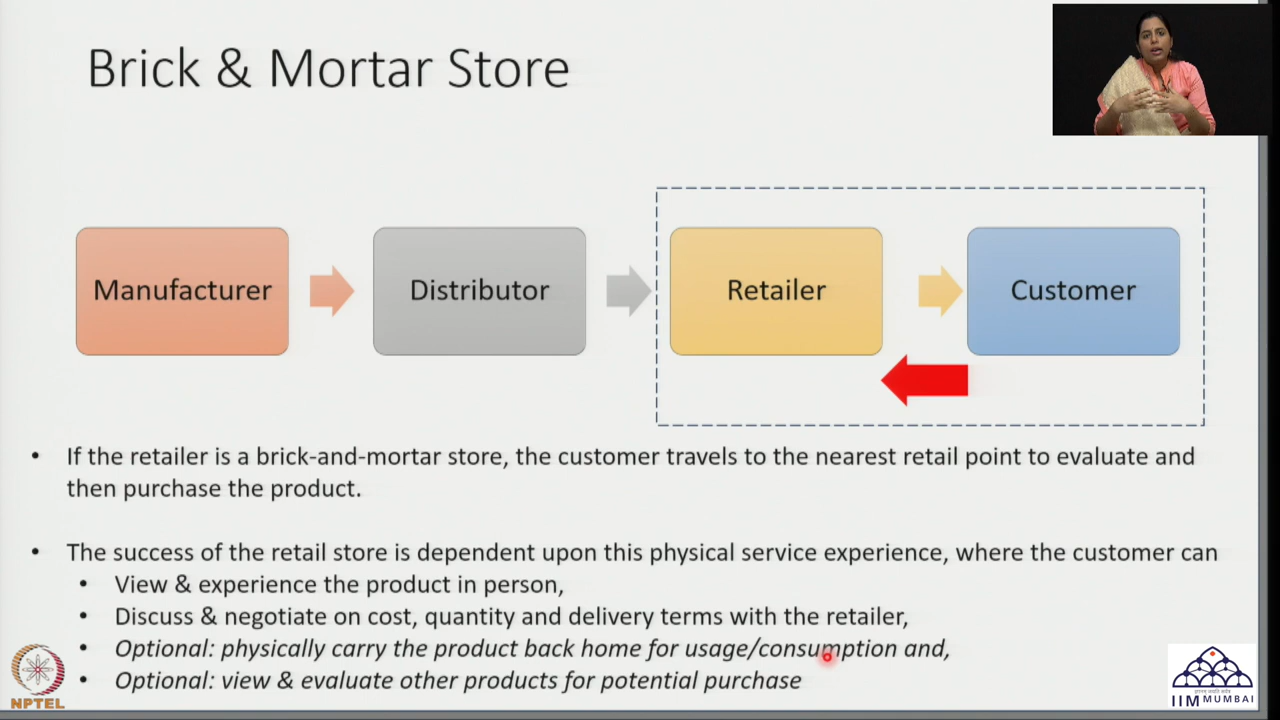 Brick & Mortar Store
Manufacturer
Distributor
Retailer
Customer
• If the retailer is a brick-and-mortar store, the customer travels to the nearest retail point to evaluate and
then purchase the product.
• The success of the retail store is dependent upon this physical service experience, where the customer can
• View & experience the product in person,
• Discuss & negotiate on cost, quantity and delivery terms with the retailer,
• Optional: physically carry the product back home for usage/consumption and,
• Optional: view & evaluate other products for potential purchase
NPTEL
IIM MUMBAI